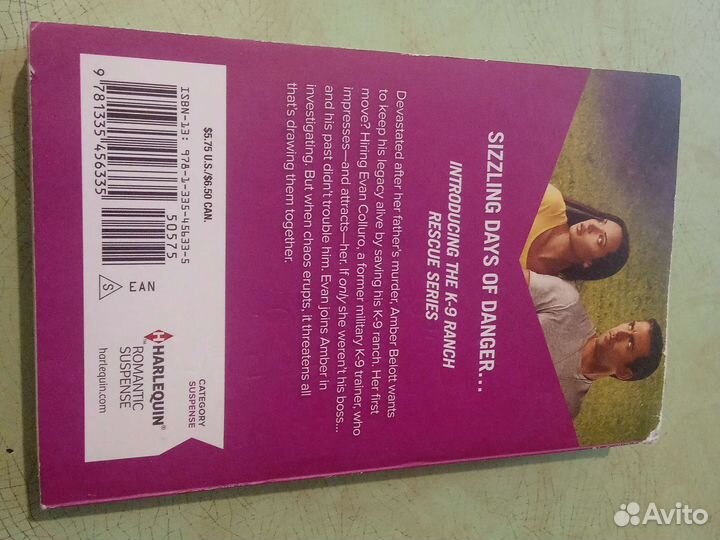 SIZZLING DAYS OF DANGER...
INTRODUCING THE K-9 RANCH
RESCUE SERIES
Devastated after her father's murder, Amber Belott wants
to keep his legacy alive by saving his K-9 ranch. Her first
move? Hiring Evan Colluro, a former military K-9 trainer, who
impresses—and attracts—her. If only she weren't his boss...
and his past didn't trouble him. Evan joins Amber in
investigating. But when chaos erupts, it threatens all
that's drawing them together.
$5.75 U.S./$6.50 CAN.
ISBN-13: 978-1-335-45633-5
50575
9 781335 456335
S EAN
CATEGORY
SUSPENSE
HARLEQUIN®
ROMANTIC
SUSPENSE™
harlequin.com
Avito